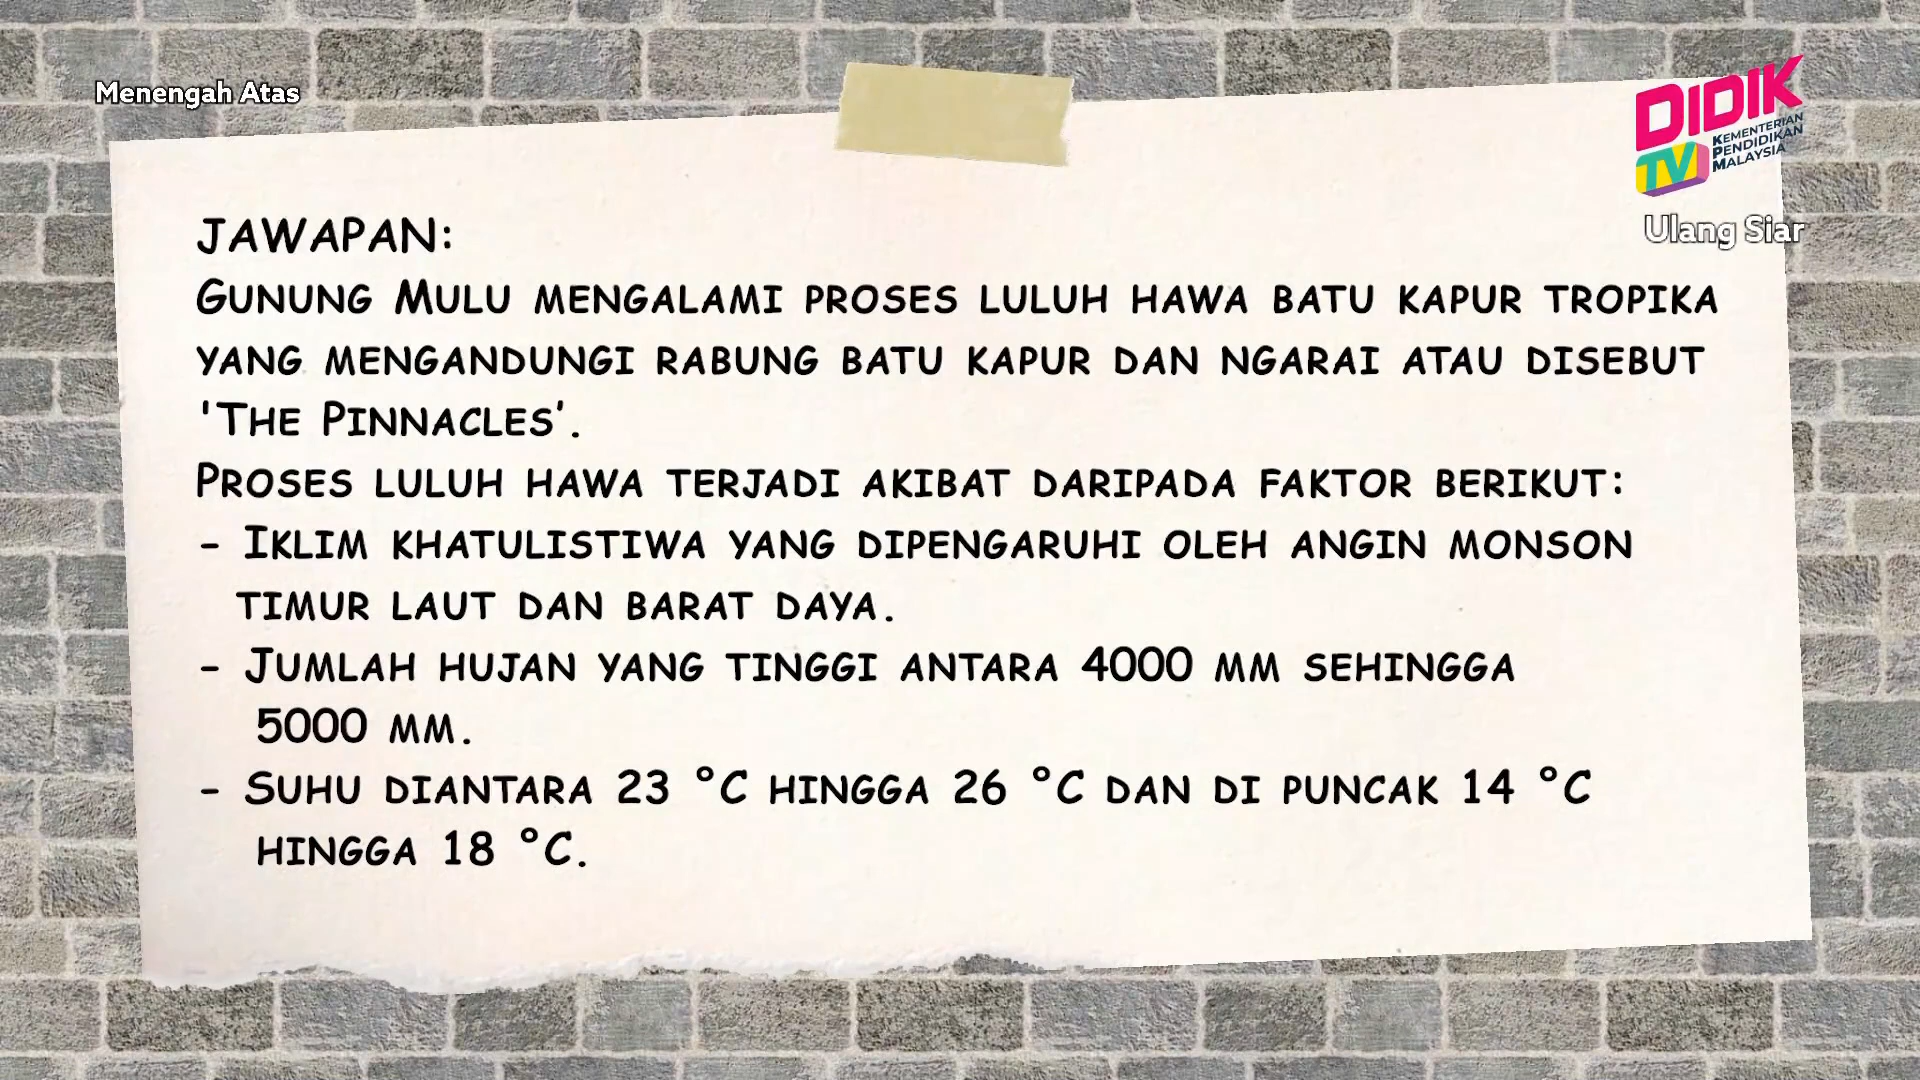 Menengah Atas
DIDIK
TV
KEMENTERIAN
PENDIDIKAN
MALAYSIA
Ulang Siar
JAWAPAN:
GUNUNG MULU MENGALAMI PROSES LULUH HAWA BATU KAPUR TROPIKA
YANG MENGANDUNGI RABUNG BATU KAPUR DAN NGARAI ATAU DISEBUT
'THE PINNACLES'.
PROSES LULUH HAWA TERJADI AKIBAT DARIPADA FAKTOR BERIKUT:
- IKLIM KHATULISTIWA YANG DIPENGARUHI OLEH ANGIN MONSON
TIMUR LAUT DAN BARAT DAYA.
- JUMLAH HUJAN YANG TINGGI ANTARA 4000 MM SEHINGGA
5000 MM.
- SUHU DIANTARA 23 °C HINGGA 26 °C DAN DI PUNCAK 14 °C
HINGGA 18 °C.